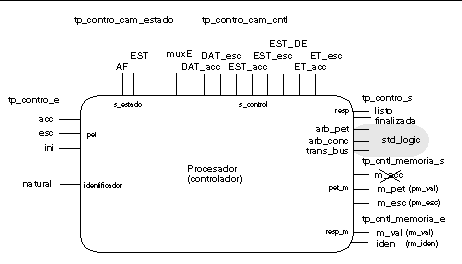 tp_contro_cam_estado
tp_contro_cam_cntl
EST_DE
EST
muxE
DAT_esc
EST_esc
ET_esc
AF
DAT_acc
EST_acc
ET_acc
tp_contro_e
s_estado
s_control
tp_contro_s
resp
listo
finalizada
acc
esc
pet
ini
arb_pet
std_logic
arb_conc
trans_bus
Procesador
(controlador)
tp_cntl_memoria_s
m_acc
natural
identificador
pet_m
m_pet (pm_val)
m_esc (pm_esc)
tp_cntl_memoria_e
resp_m
m_val (rm_val)
iden (rm_iden)